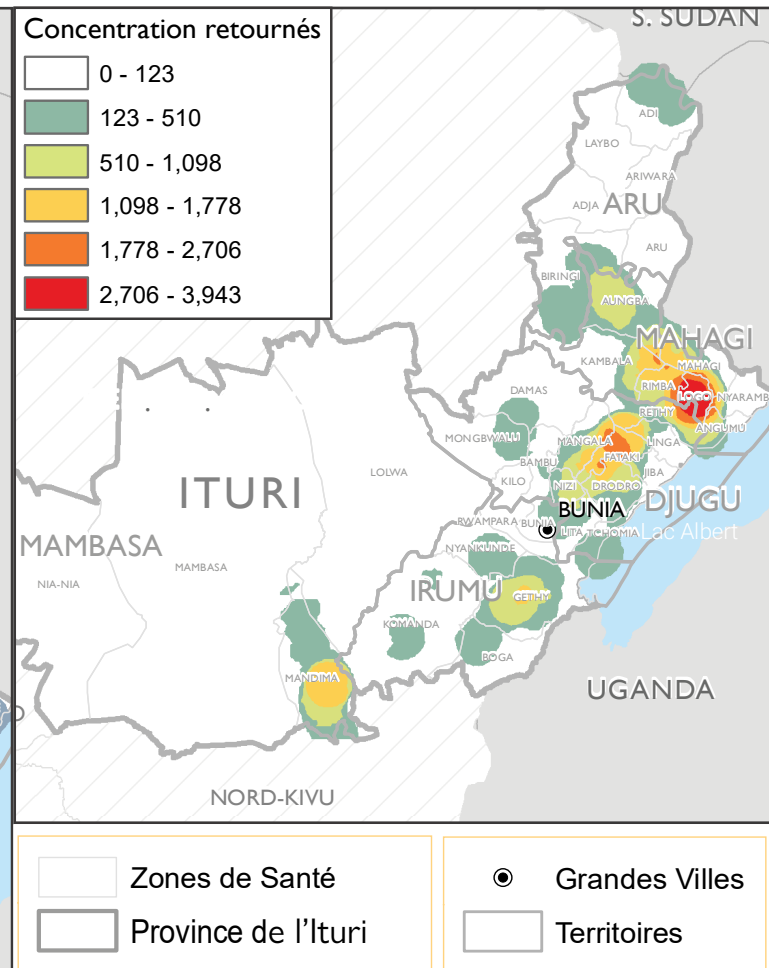 Concentration retournés
0 - 123
123 - 510
510 - 1,098
1,098 - 1,778
1,778 - 2,706
2,706 - 3,943
S. SUDAN
ADI
LAYBO
ARIWARA
ADJA
ARU
ARU
BIRINGI
AUNGBA
MAHAGI
KAMBALA
MAHAGI
RIMBA
LOGO
NYARAMB
DAMAS
RETHY
ANGUMU
MONGBWALU
MANGALA
LINGA
BAMBU
FATAKI
JIBA
LOLWA
KILO
NIZI
DRODRO
ITURI
DJUGU
BUNIA
RWAMPARA
BUNIA
LITA
TCHOMIA
Lac Albert
MAMBASA
NYANKUNDE
MAMBASA
NIA-NIA
IRUMU
GETHY
KOMANDA
BOGA
MANDIMA
UGANDA
NORD-KIVU
Zones de Santé
Province de l'Ituri
Grandes Villes
Territoires